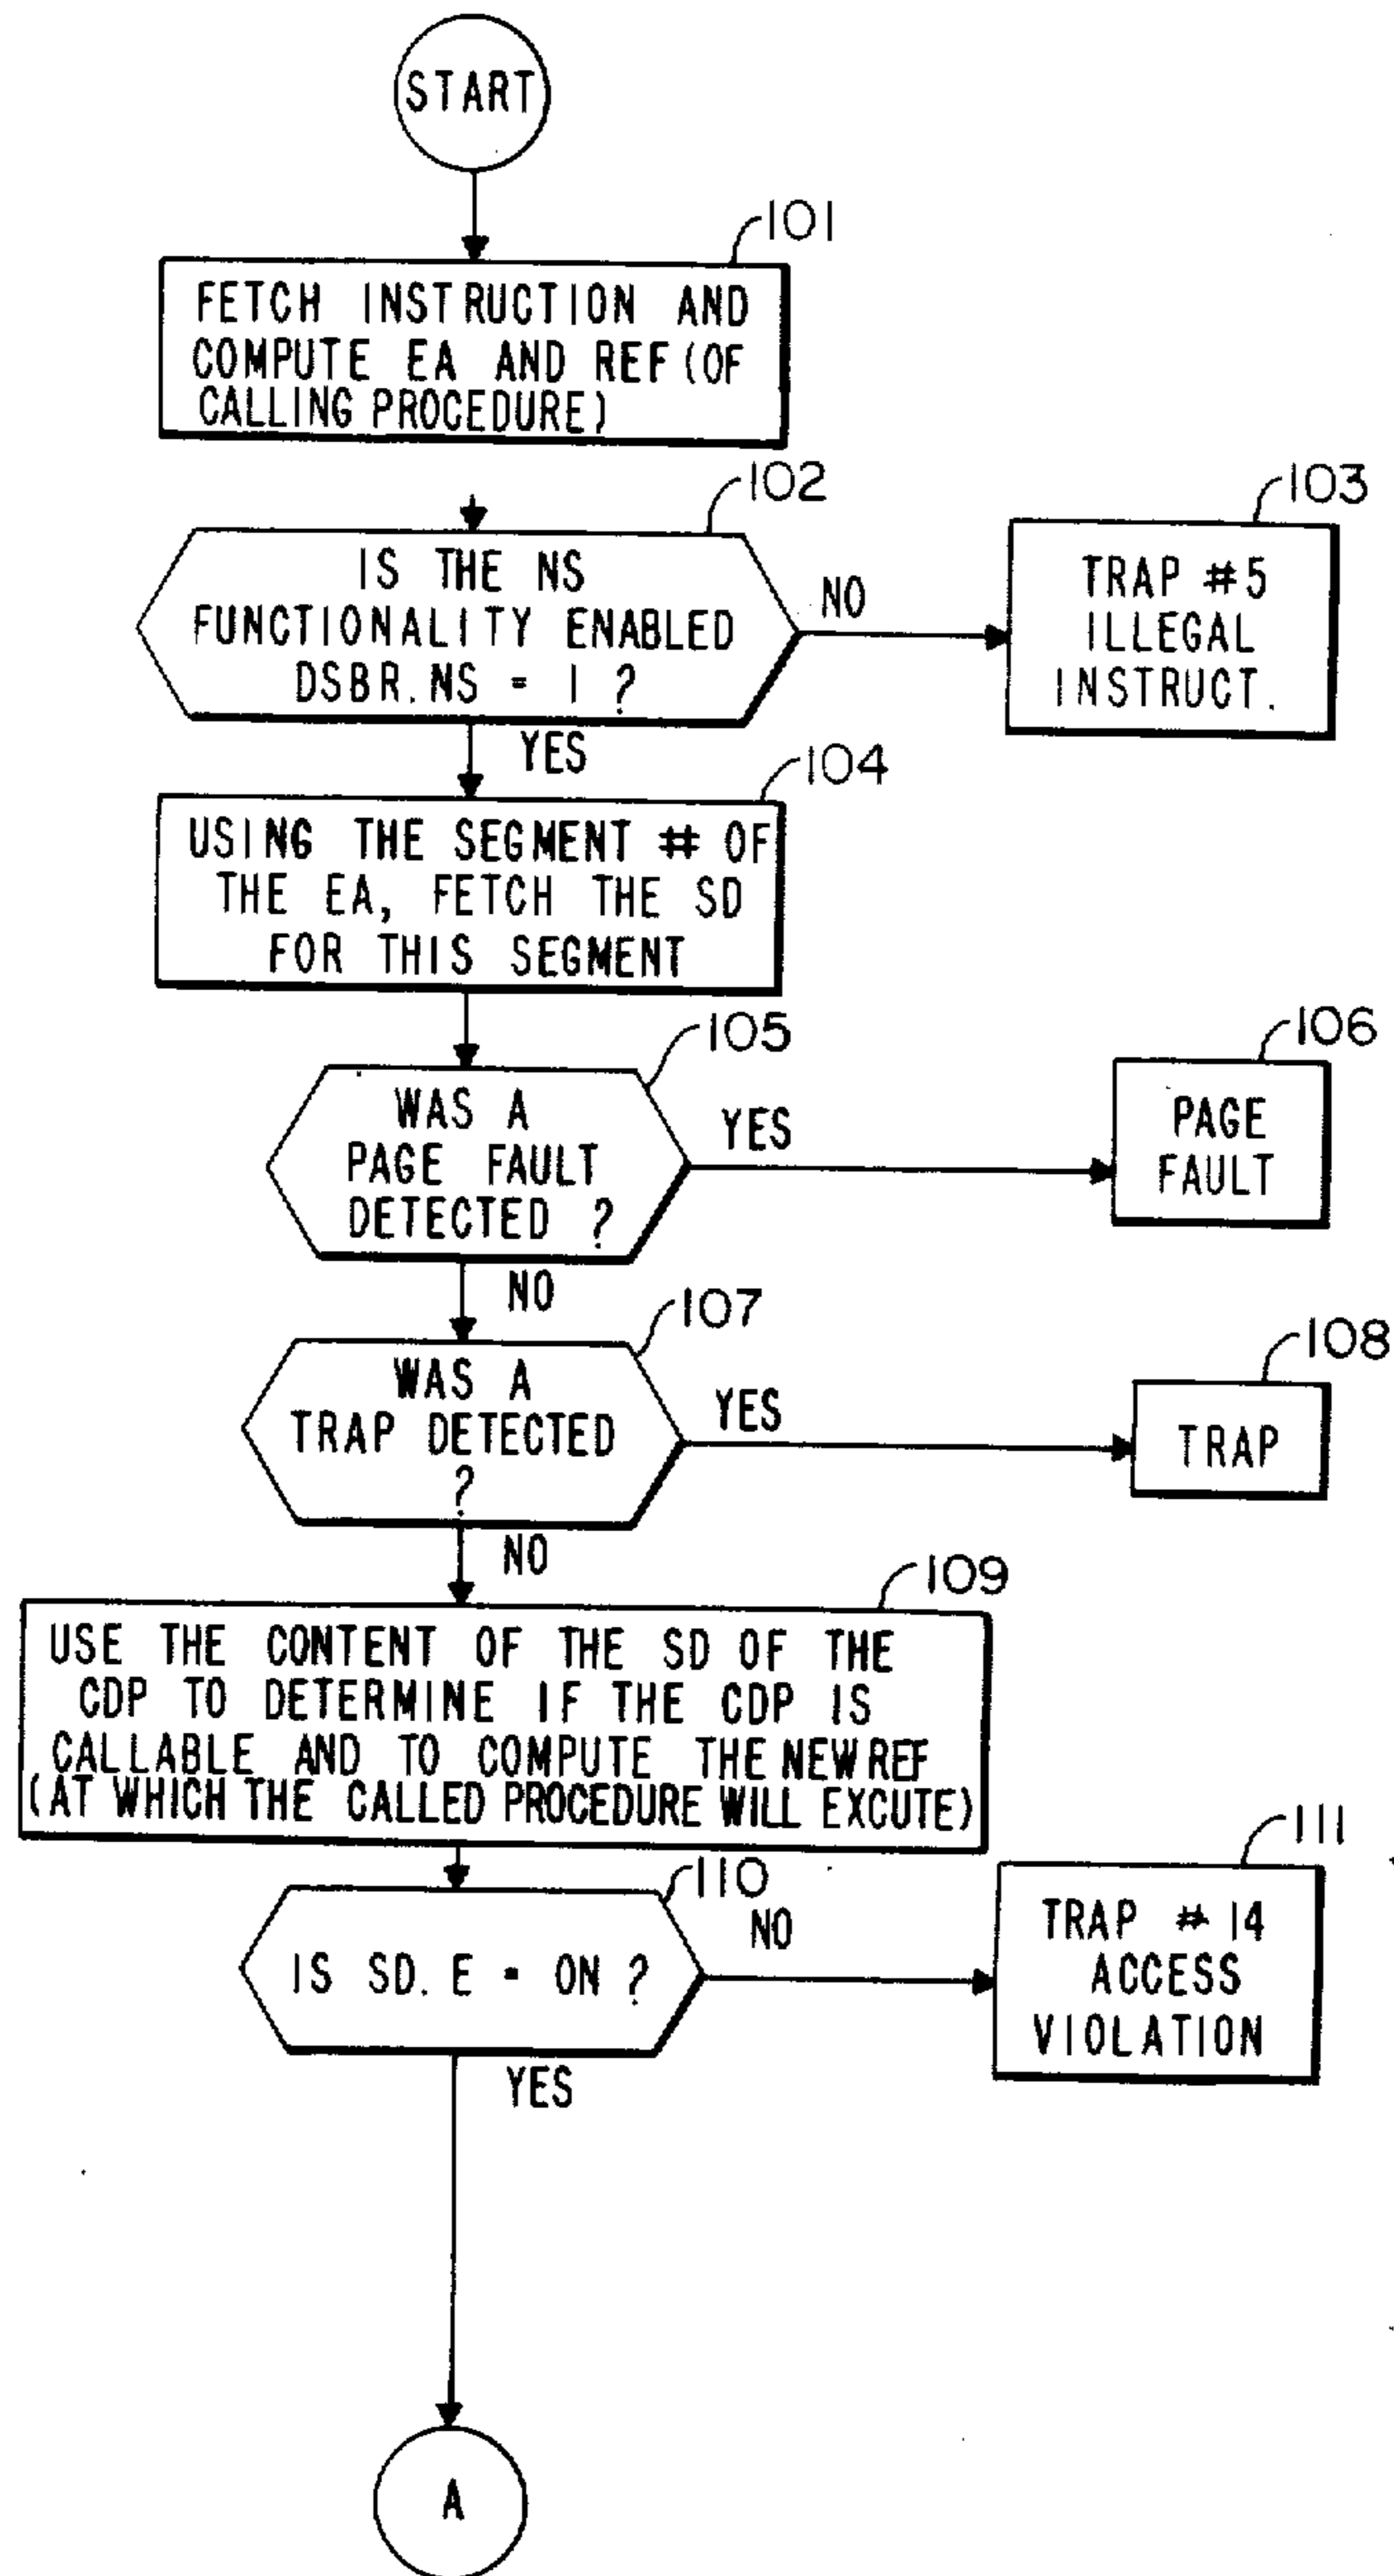 START
101
FETCH INSTRUCTION AND
COMPUTE EA AND REF (OF
CALLING PROCEDURE)
102
IS THE NS
FUNCTIONALITY ENABLED
DSBR.NS = 1 ?
NO
103
TRAP #5
ILLEGAL
INSTRUCT.
YES
104
USING THE SEGMENT # OF
THE EA, FETCH THE SD
FOR THIS SEGMENT
105
WAS A
PAGE FAULT
DETECTED ?
YES
106
PAGE
FAULT
NO
107
WAS A
TRAP DETECTED
?
YES
108
TRAP
NO
109
USE THE CONTENT OF THE SD OF THE
CDP TO DETERMINE IF THE CDP IS
CALLABLE AND TO COMPUTE THE NEW REF
(AT WHICH THE CALLED PROCEDURE WILL EXCUTE)
110
IS SD.E = ON ?
NO
111
TRAP # 14
ACCESS
VIOLATION
YES
A